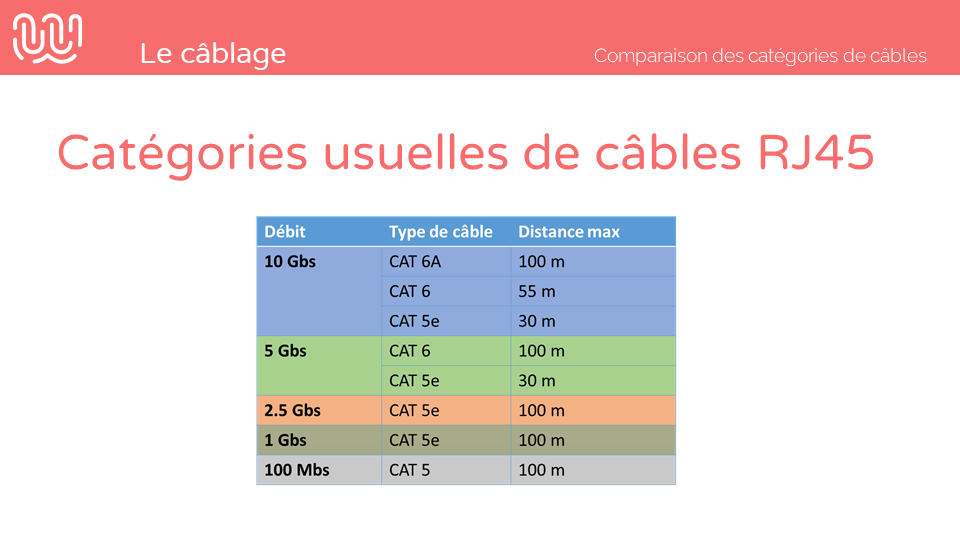 Le câblage
Comparaison des catégories de câbles
Catégories usuelles de câbles RJ45
Débit Type de câble Distance max
10 Gbs CAT 6A 100 m
CAT 6 55 m
CAT 5e 30 m
5 Gbs CAT 6 100 m
CAT 5e 30 m
2.5 Gbs CAT 5e 100 m
1 Gbs CAT 5e 100 m
100 Mbs CAT 5 100 m